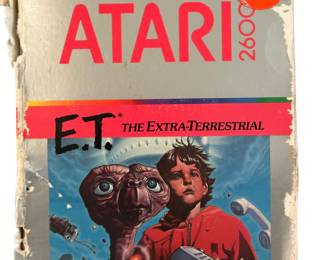 ATARI 2600
E.T. THE EXTRA-TERRESTRIAL